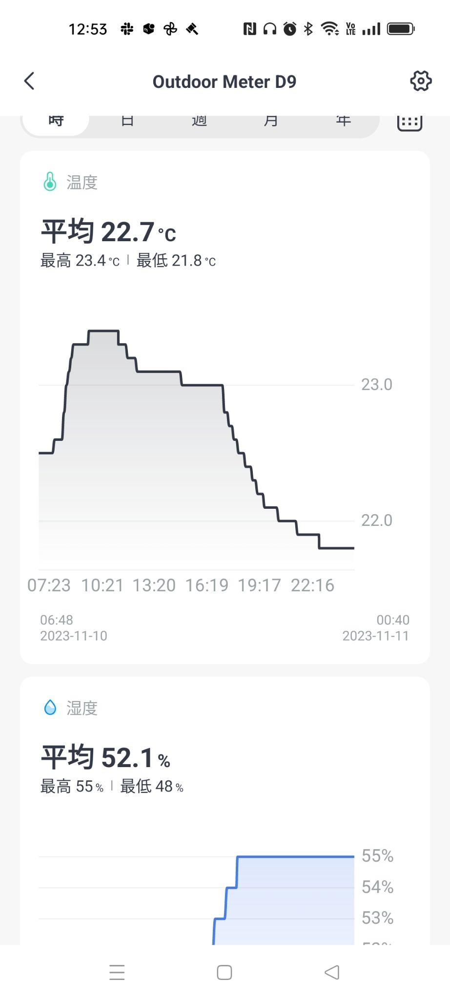 12:53 Vo LTE
Outdoor Meter D9
時 日 週 月 年
温度
平均 22.7 °C
最高 23.4 °C | 最低 21.8 °C
23.0
22.0
07:23 10:21 13:20 16:19 19:17 22:16
06:48 00:40
2023-11-10 2023-11-11
湿度
平均 52.1 %
最高 55 % | 最低 48 %
55%
54%
53%